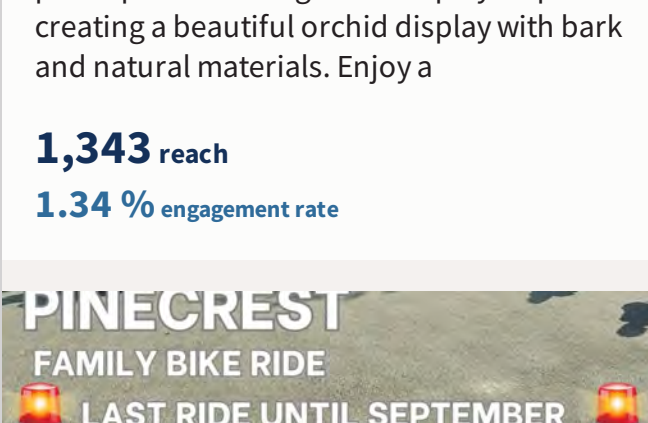 creating a beautiful orchid display with bark
and natural materials. Enjoy a
1,343 reach
1.34 % engagement rate
PINECREST
FAMILY BIKE RIDE
LAST RIDE UNTIL SEPTEMBER